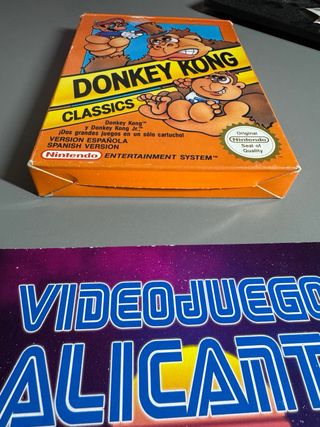 DONKEY KONG
CLASSICS
Donkey Kong™
y Donkey Kong Jr.™
¡Dos grandes juegos en un sólo cartucho!
VERSION ESPAÑOLA
SPANISH VERSION
Nintendo ENTERTAINMENT SYSTEM™
Original
Nintendo
Seal of
Quality
VIDEOJUEGO
ALICANT